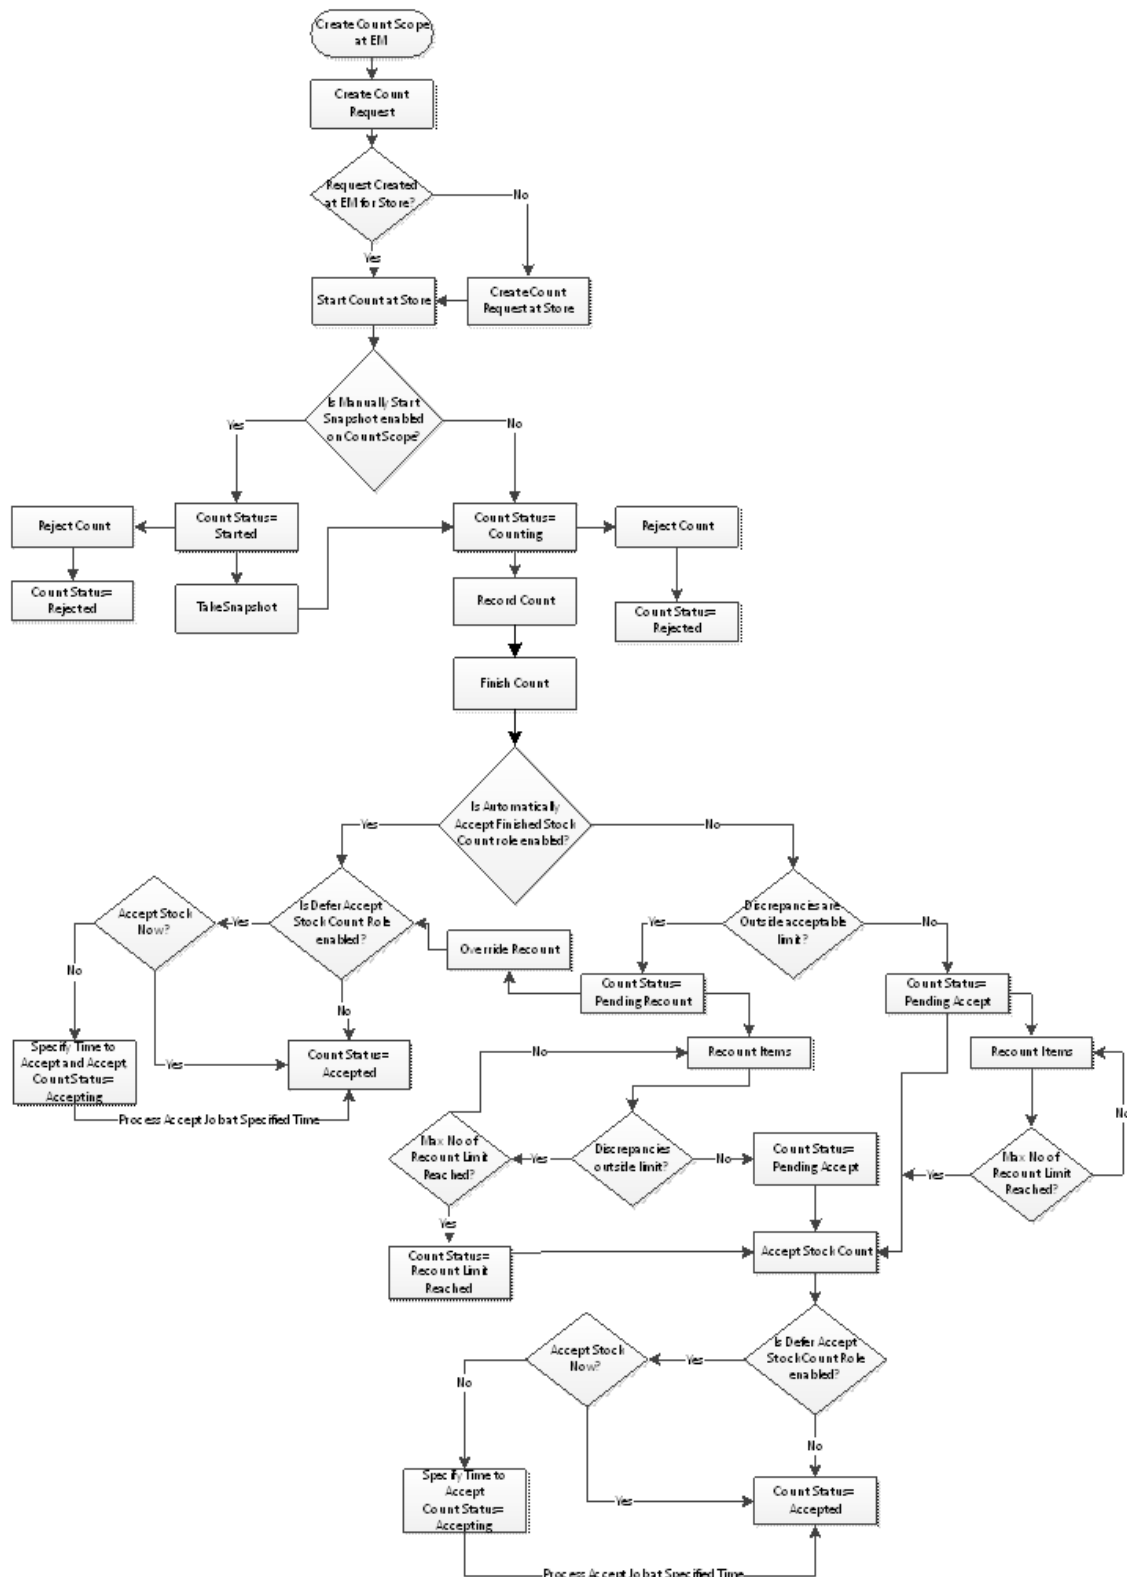 Create Count Scope
at EM
Create Count
Request
Request Created
at EM for Store?
No
Yes
Start Count at Store
Create Count
Request at Store
Is Manually Start
Snapshot enabled
on Count Scope?
Yes
No
Reject Count
Count Status=
Started
Count Status=
Counting
Reject Count
Count Status=
Rejected
Take Snapshot
Record Count
Count Status=
Rejected
Finish Count
Is Automatically
Accept Finished Stock
Count role enabled?
Yes
No
Accept Stock
Now?
Yes
Is Defer Accept
Stock Count Role
enabled?
Override Recount
Yes
Discrepancies are
Outside acceptable
limit?
No
No
Count Status=
Pending Recount
Count Status=
Pending Accept
No
Specify Time to
Accept and Accept
Count Status=
Accepting
Yes
Count Status=
Accepted
No
Recount Items
Recount Items
Process Accept Job at Specified Time
No
Max No of
Recount Limit
Reached?
Yes
Discrepancies
outside limit?
No
Count Status=
Pending Accept
Yes
Max No of
Recount Limit
Reached?
Yes
Count Status=
Recount Limit
Reached
Accept Stock Count
Accept Stock
Now?
Yes
Is Defer Accept
Stock Count Role
enabled?
No
No
Specify Time to
Accept
Count Status=
Accepting
Yes
Count Status=
Accepted
Process Accept Job at Specified Time